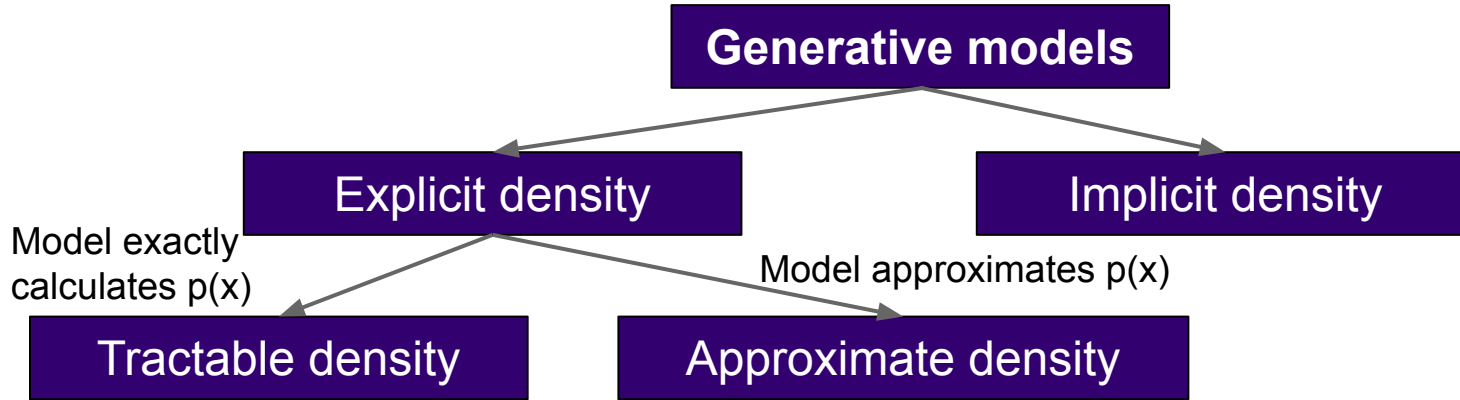 Generative models
Explicit density
Implicit density
Model exactly
calculates p(x)
Model approximates p(x)
Tractable density
Approximate density